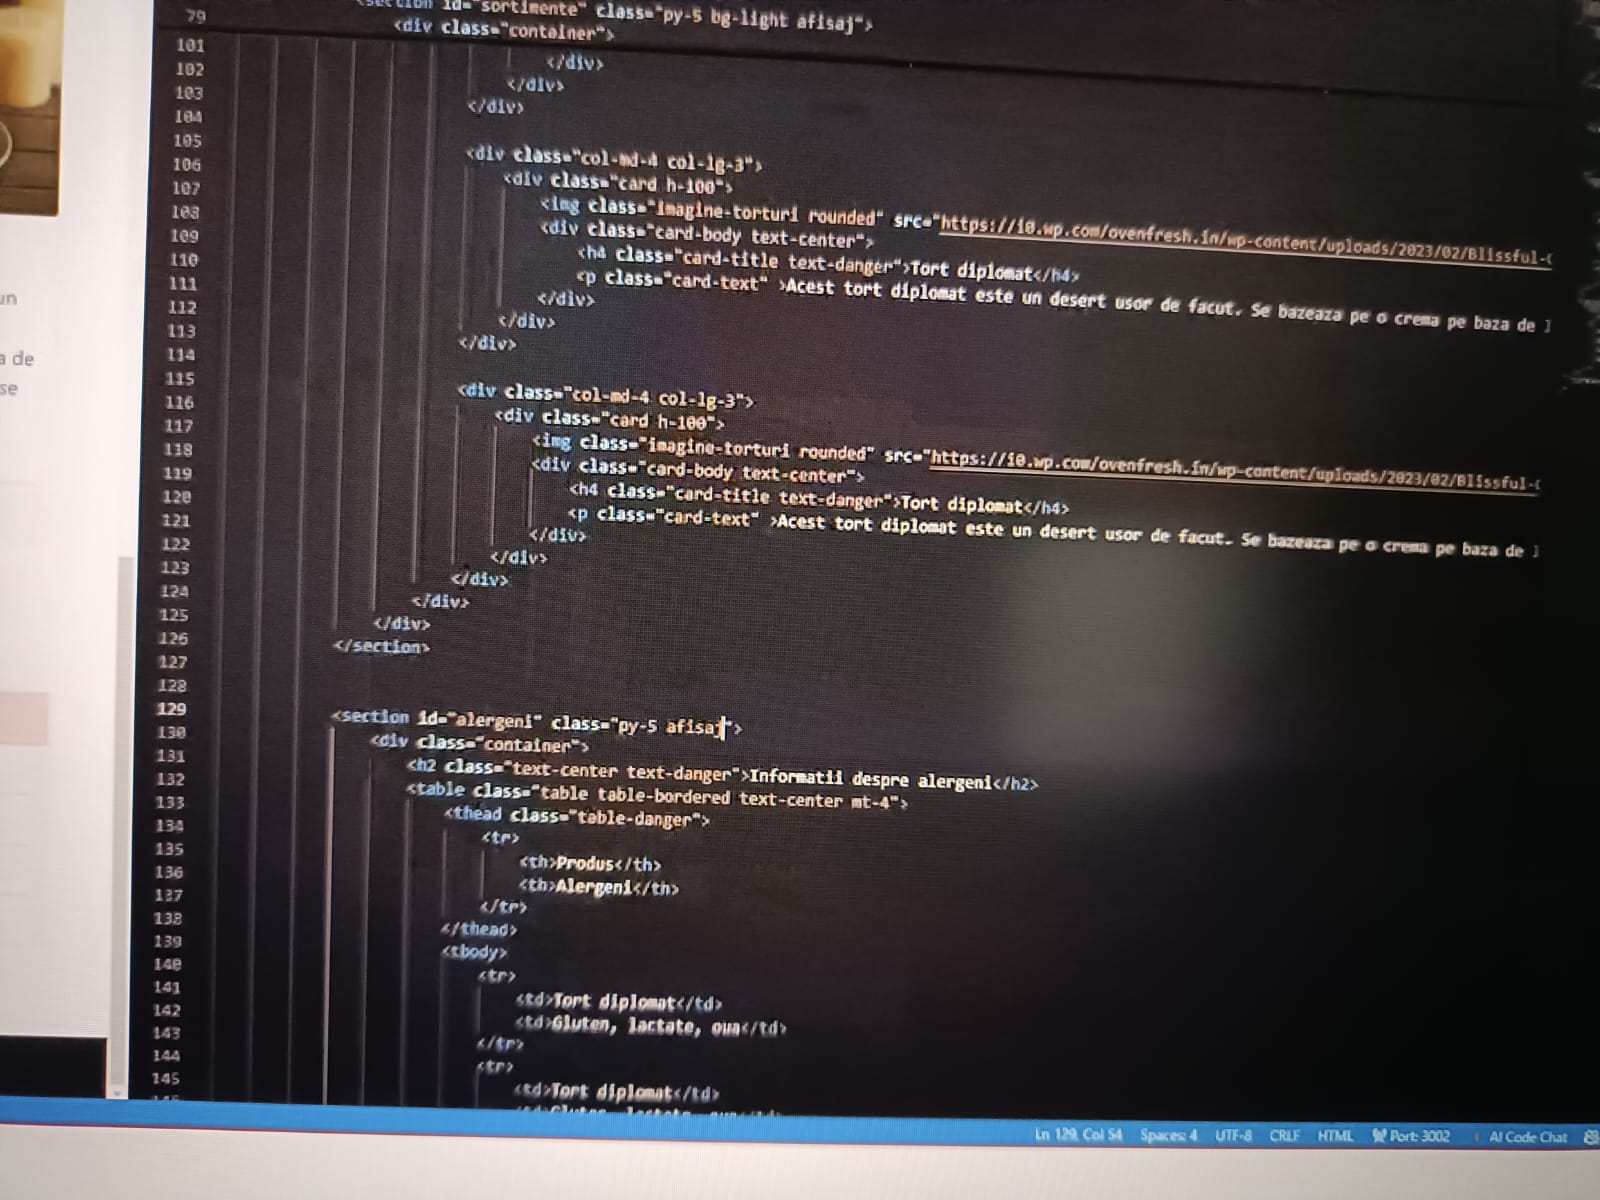 79 <section id="sortimente" class="py-5 bg-light afisaj">
<div class="container">
101 </div>
102 </div>
103 </div>
104
105 <div class="col-md-4 col-lg-3">
106 <div class="card h-100">
107 <img class="imagine-torturi rounded" src="https://i0.wp.com/ovenfresh.in/wp-content/uploads/2023/02/Blissful-
108 <div class="card-body text-center">
109 <h4 class="card-title text-danger">Tort diplomat</h4>
110 <p class="card-text" >Acest tort diplomat este un desert usor de facut. Se bazeaza pe o crema pe baza de
111 </div>
112 </div>
113 </div>
114
115 <div class="col-md-4 col-lg-3">
116 <div class="card h-100">
117 <img class="imagine-torturi rounded" src="https://i0.wp.com/ovenfresh.in/wp-content/uploads/2023/02/Blissful-
118 <div class="card-body text-center">
119 <h4 class="card-title text-danger">Tort diplomat</h4>
120 <p class="card-text" >Acest tort diplomat este un desert usor de facut. Se bazeaza pe o crema pe baza de
121 </div>
122 </div>
123 </div>
124 </div>
125 </div>
126 </section>
127
128
129 <section id="alergeni" class="py-5 afisaj">
130 <div class="container">
131 <h2 class="text-center text-danger">Informatii despre alergeni</h2>
132 <table class="table table-bordered text-center mt-4">
133 <thead class="table-danger">
134 <tr>
135 <th>Produs</th>
136 <th>Alergeni</th>
137 </tr>
138 </thead>
139 <tbody>
140 <tr>
141 <td>Tort diplomat</td>
142 <td>Gluten, lactate, oua</td>
143 </tr>
144 <tr>
145 <td>Tort diplomat</td>
<td>Gluten, lactate, oua</td>
un
a de
se
Ln 129, Col 54 Spaces: 4 UTF-8 CRLF HTML Port: 3002 AI Code Chat